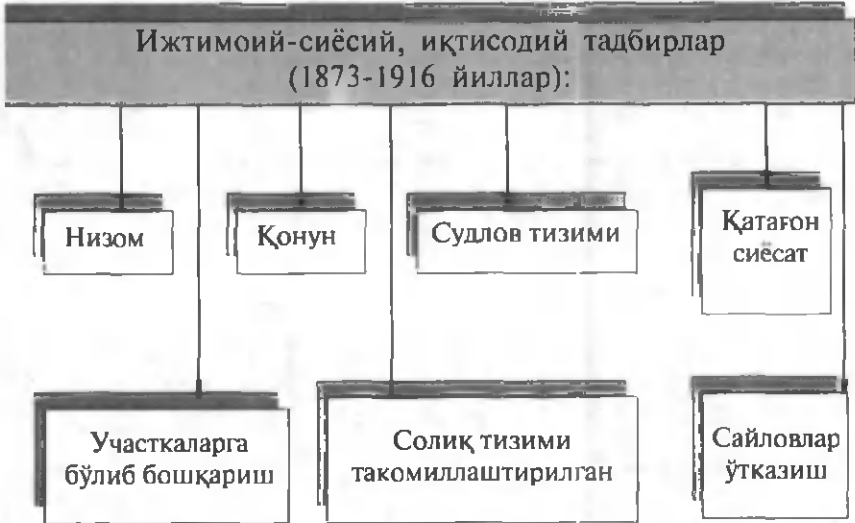 Ижтимоий-сиёсий, иқтисодий тадбирлар
(1873-1916 йиллар):
Низом
Қонун
Судлов тизими
Қатағон
сиёсат
Участкаларга
бўлиб бошқариш
Солиқ тизими
такомиллаштирилган
Сайловлар
ўтказиш